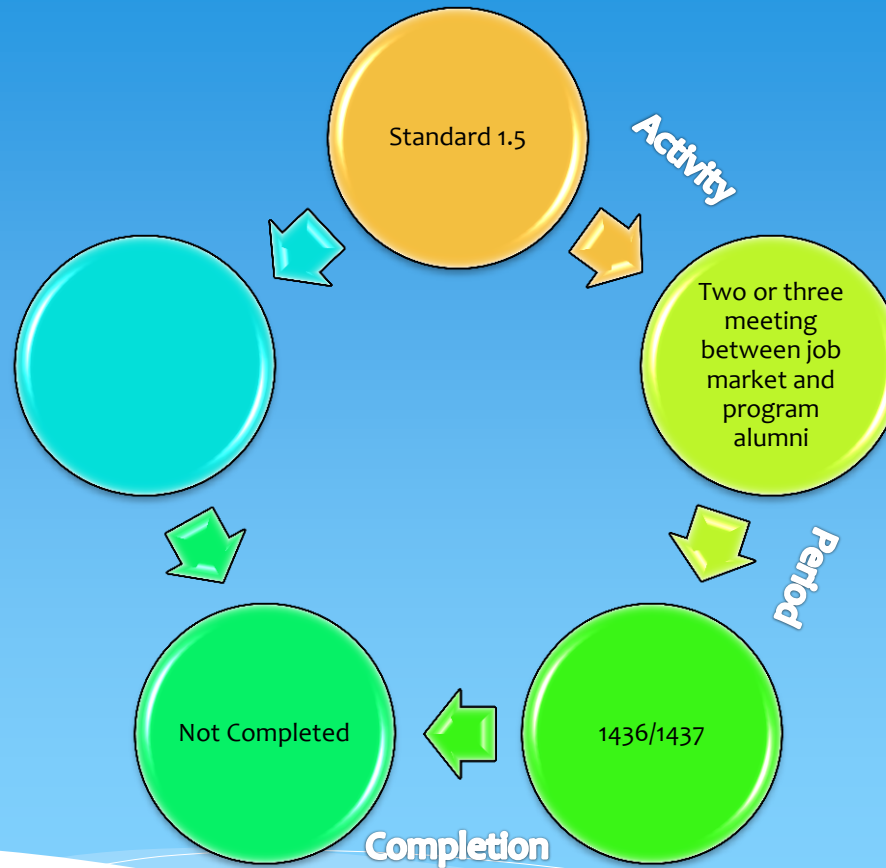 Standard 1.5
Activity
Two or three
meeting
between job
market and
program
alumni
Period
1436/1437
Not Completed
Completion